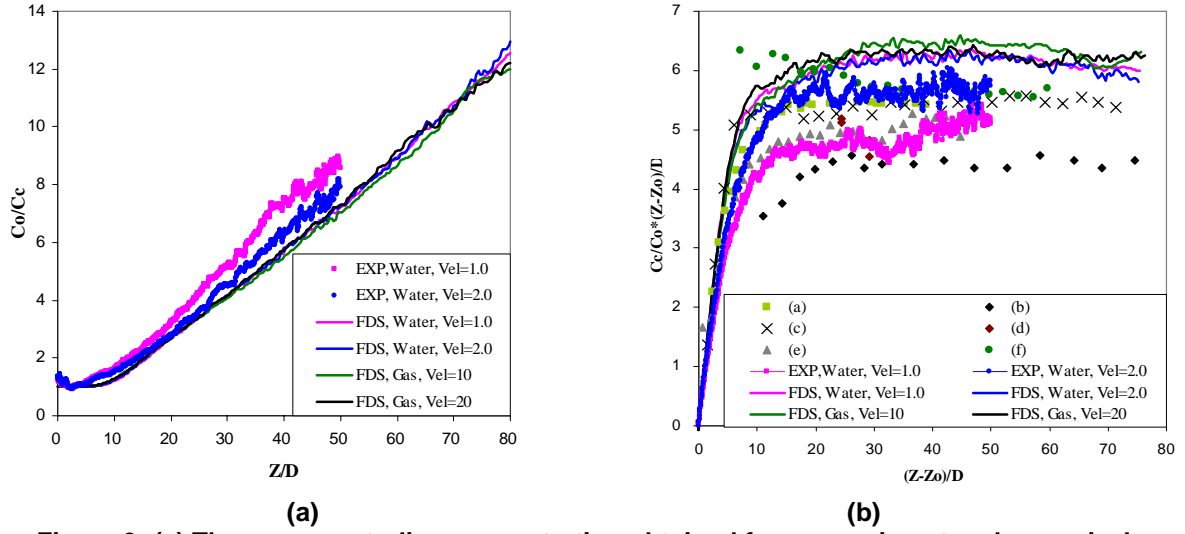 14
12
10
8
6
4
2
0
Co/Cc
0 10 20 30 40 50 60 70 80
Z/D
EXP,Water, Vel=1.0
EXP, Water, Vel=2.0
FDS, Water, Vel=1.0
FDS, Water, Vel=2.0
FDS, Gas, Vel=10
FDS, Gas, Vel=20
(a)
7
6
5
4
3
2
1
0
Cc/Co*(Z-Zo)/D
0 10 20 30 40 50 60 70 80
(Z-Zo)/D
(a) (b)
(c) (d)
(e) (f)
EXP,Water, Vel=1.0 EXP, Water, Vel=2.0
FDS, Water, Vel=1.0 FDS, Water, Vel=2.0
FDS, Gas, Vel=10 FDS, Gas, Vel=20
(b)